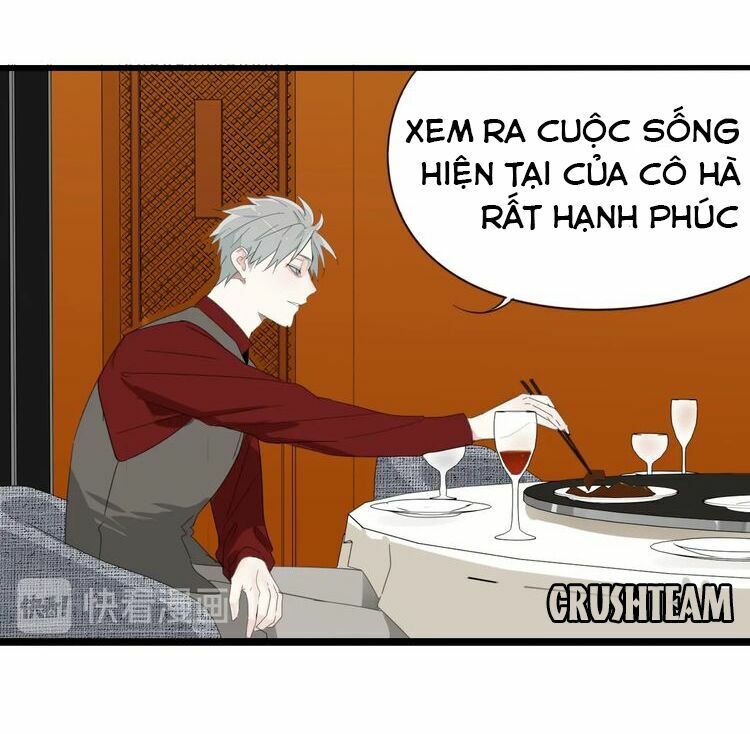 XEM RA CUỘC SỐNG
HIỆN TẠI CỦA CÔ HÀ
RẤT HẠNH PHÚC
快看漫画
CRUSHTEAM